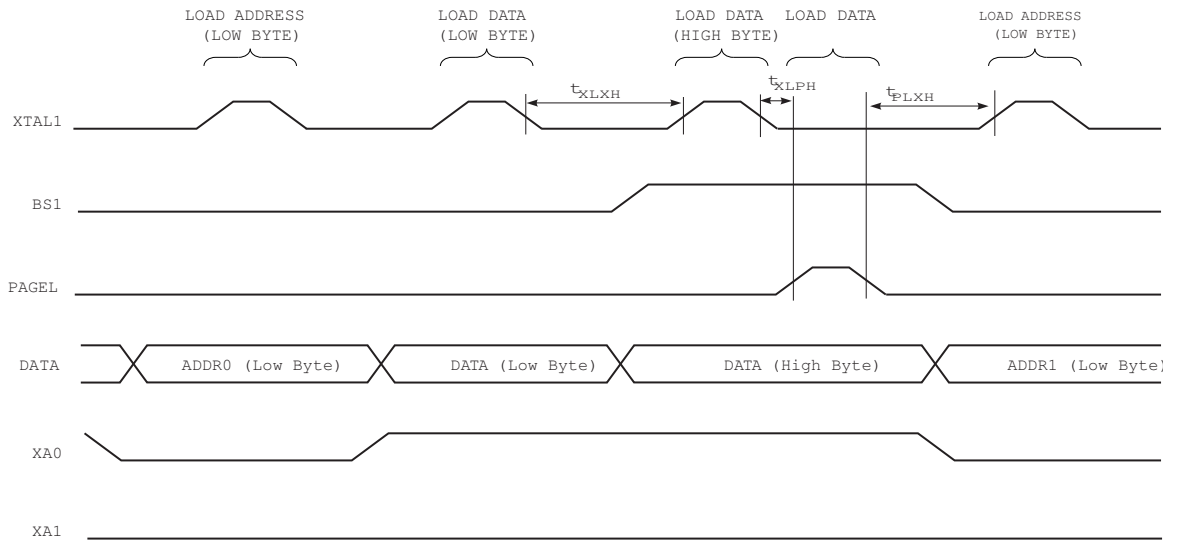 LOAD ADDRESS
(LOW BYTE)
LOAD DATA
(LOW BYTE)
LOAD DATA
(HIGH BYTE)
LOAD DATA
LOAD ADDRESS
(LOW BYTE)
tXLXH
tXLPH
tPLXH
XTAL1
BS1
PAGEL
DATA
ADDR0 (Low Byte)
DATA (Low Byte)
DATA (High Byte)
ADDR1 (Low Byte)
XA0
XA1